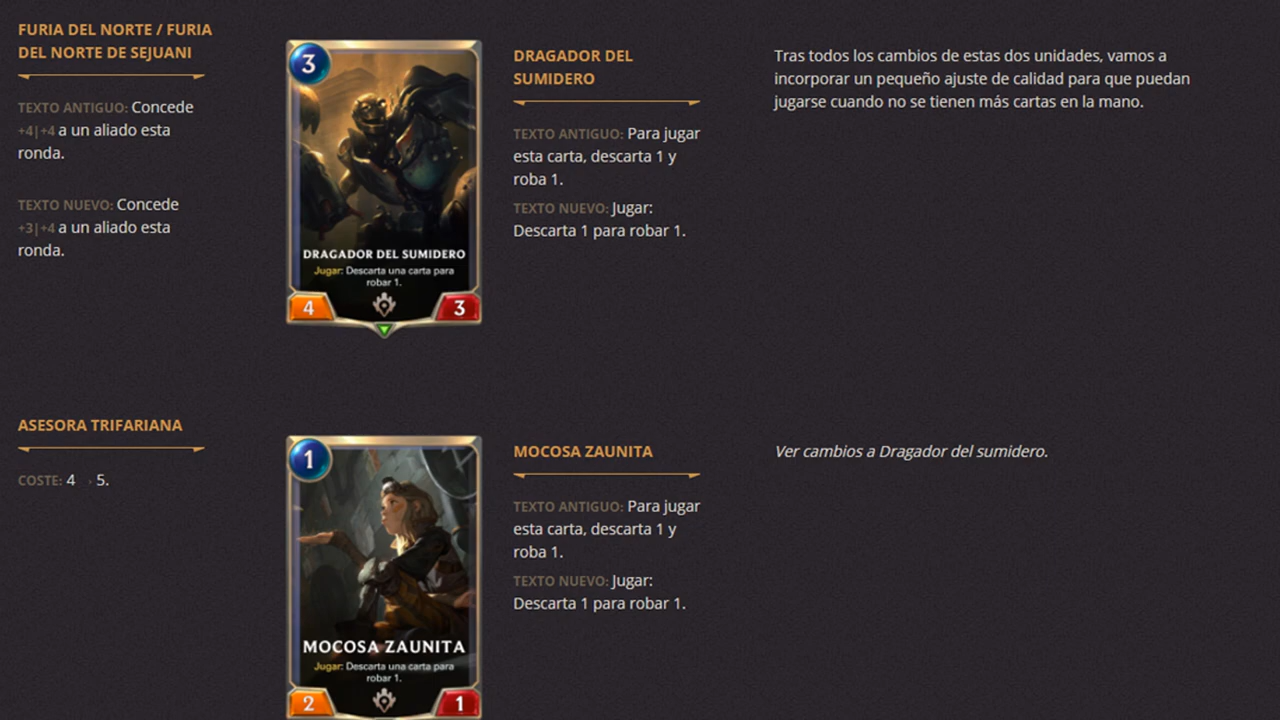 FURIA DEL NORTE / FURIA
DEL NORTE DE SEJUANI
TEXTO ANTIGUO: Concede
+4|+4 a un aliado esta
ronda.
TEXTO NUEVO: Concede
+3|+4 a un aliado esta
ronda.
3
DRAGADOR DEL SUMIDERO
Jugar: Descarta una carta para
robar 1.
4
3
DRAGADOR DEL
SUMIDERO
TEXTO ANTIGUO: Para jugar
esta carta, descarta 1 y
roba 1.
TEXTO NUEVO: Jugar:
Descarta 1 para robar 1.
Tras todos los cambios de estas dos unidades, vamos a
incorporar un pequeño ajuste de calidad para que puedan
jugarse cuando no se tienen más cartas en la mano.
ASESORA TRIFARIANA
COSTE: 4 › 5.
1
MOCOSA ZAUNITA
Jugar: Descarta una carta para
robar 1.
2
1
MOCOSA ZAUNITA
TEXTO ANTIGUO: Para jugar
esta carta, descarta 1 y
roba 1.
TEXTO NUEVO: Jugar:
Descarta 1 para robar 1.
Ver cambios a Dragador del sumidero.